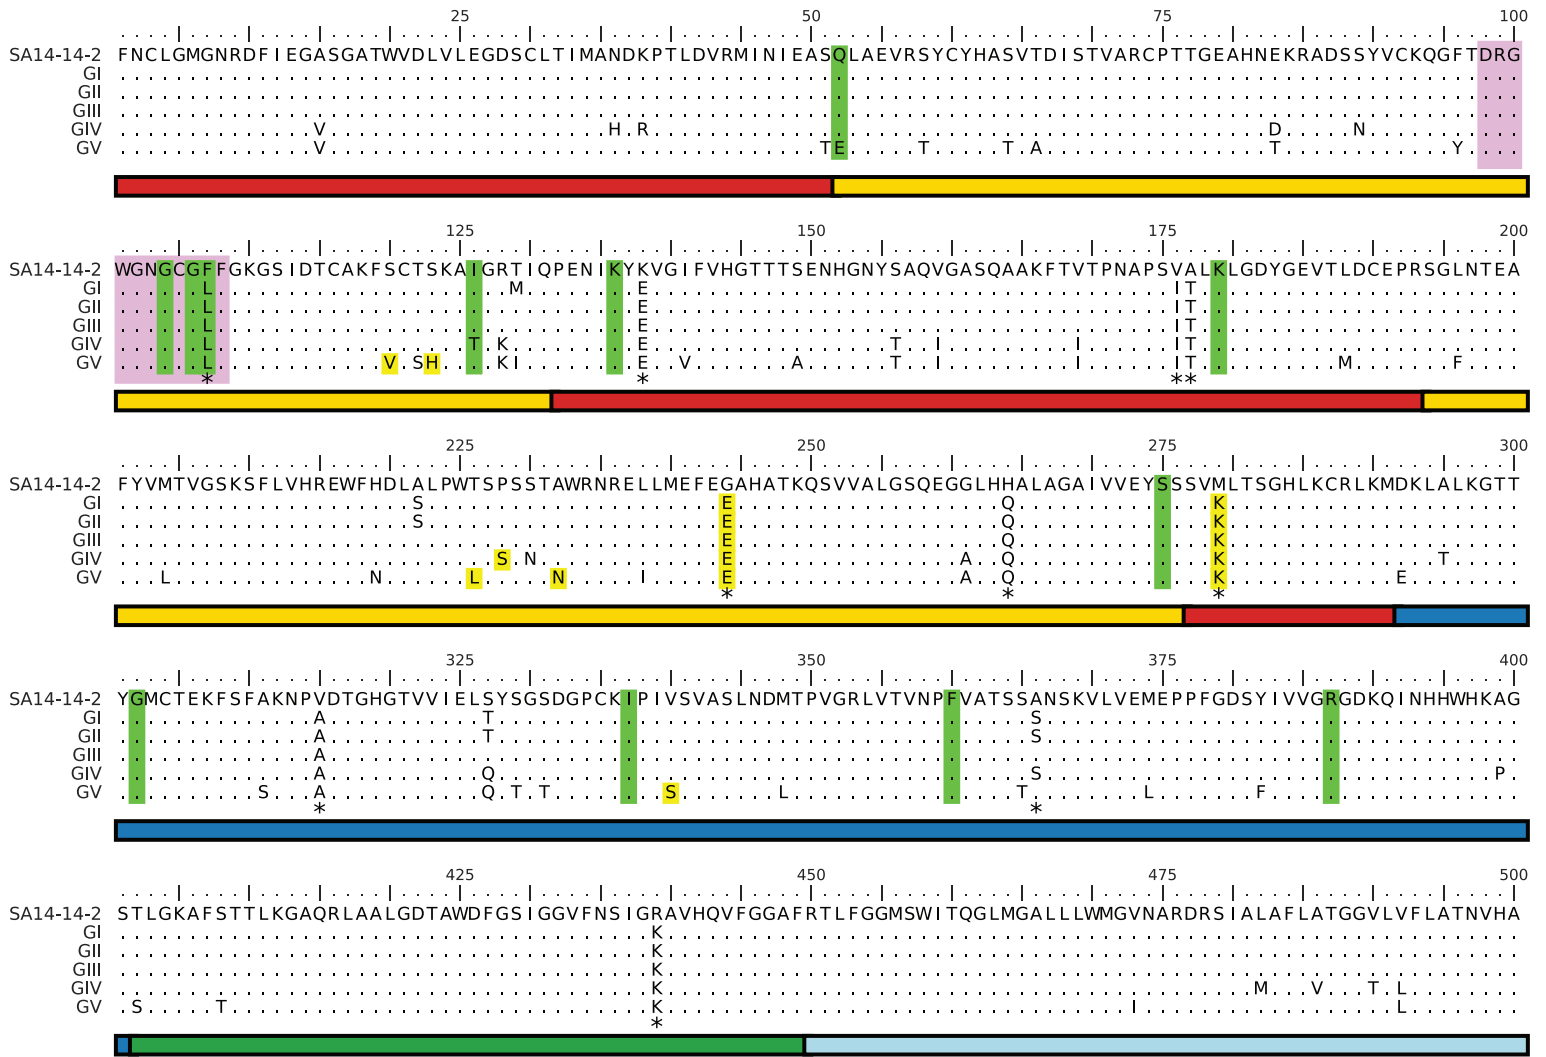 25 50 75 100
SA14-14-2 FNCLGMGNRDFIEGASGATWVDLVLEGDSCLTIMANDKPTLDVRMINIEASQLAEVRSYCYHASVTDISTVARCPTTGEAHNEKRADSSYVCKQGFTDRG
GI
GII
GIII
GIV V H R D N
GV V T E T T A T Y
125 150 175 200
SA14-14-2 WGNGCGFFGKGSIDTCAKFSCTSKAIGRTIQPENIKYKVGIFVHGTTTSENHGNYSAQVGASQAAKFTVTPNAPSVALKLGDYGEVTLDCEPRSGLNTEA
GI L M E I T
GII L E I T
GIII L E I T
GIV L T K E T I I I T
GV L V S H K I E V A T I I I T M F
* * * *
225 250 275 300
SA14-14-2 FYVMTVGSKSFLVHREWFHDLALPWTSPSSTAWRNRELLMEFEGAHATKQSVVALGSQEGGLHHALAGAIVVEYSSSVMLTSGHLKCRLKMDKLALKGTT
GI S E Q K
GII S E Q K
GIII E Q K
GIV S N E A Q K T
GV L N L N I E A Q K E
* * *
325 350 375 400
SA14-14-2 YGMCTEKFSFAKNPVDTGHGTVVIELSYSGSDGPCKIPIVSVASLNDMTPVGRLVTVNPFVATSSANSKVLVEMEPPFGDSYIVVGRGDKQINHHWHKAG
GI A T S
GII A T S
GIII A
GIV A Q S P
GV S A Q T T S L T L F
* *
425 450 475 500
SA14-14-2 STLGKAFSTTLKGAQRLAALGDTAWDFGSIGGVFNSIGRAVHQVFGGAFRTLFGGMSWITQGLMGALLLWMGVNARDRSIALAFLATGGVLVFLATNVHA
GI K
GII K
GIII K
GIV K M V T L
GV S T K I L
*